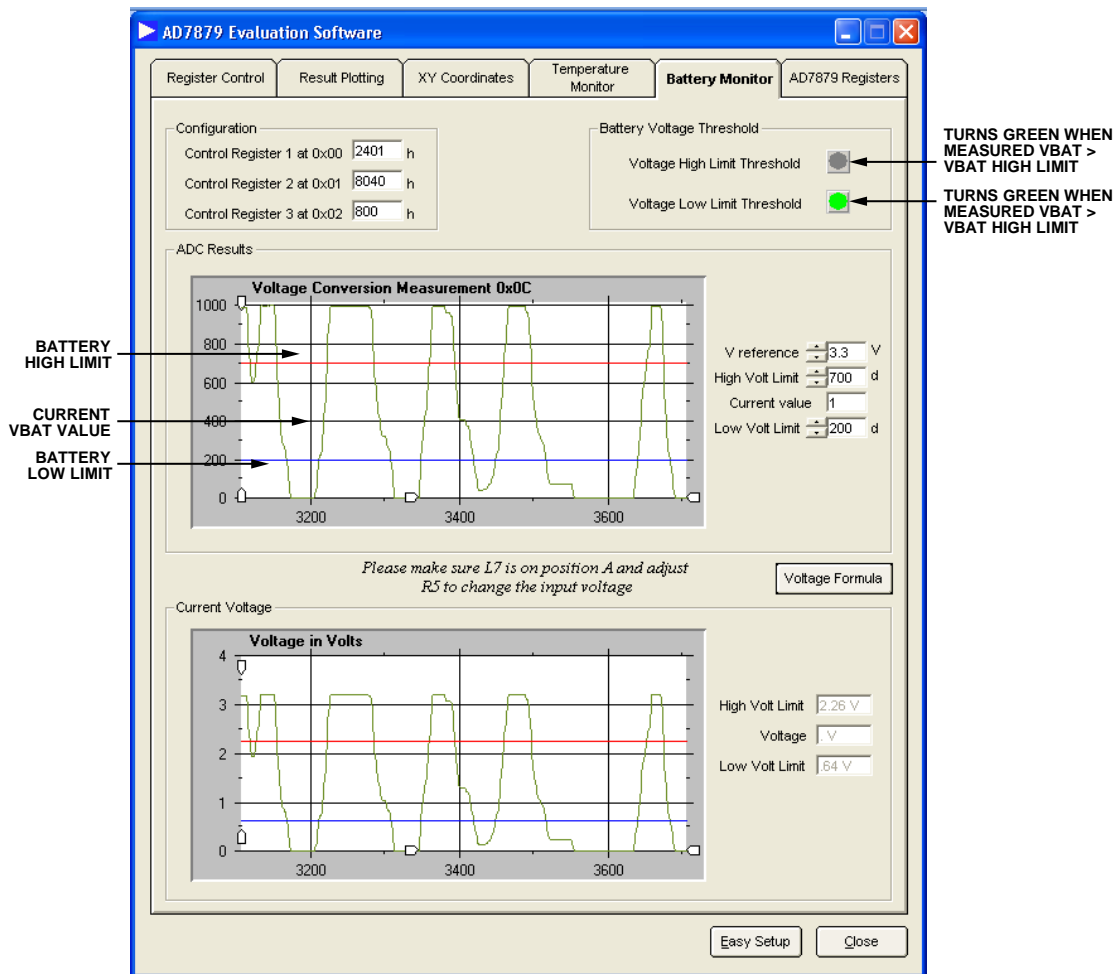 AD7879 Evaluation Software
Register Control
Result Plotting
XY Coordinates
Temperature
Monitor
Battery Monitor
AD7879 Registers
Configuration
Control Register 1 at 0x00 2401 h
Control Register 2 at 0x01 8040 h
Control Register 3 at 0x02 800 h
Battery Voltage Threshold
Voltage High Limit Threshold
Voltage Low Limit Threshold
TURNS GREEN WHEN
MEASURED VBAT >
VBAT HIGH LIMIT
TURNS GREEN WHEN
MEASURED VBAT >
VBAT HIGH LIMIT
ADC Results
Voltage Conversion Measurement 0x0C
1000
800
600
400
200
0
3200
3400
3600
BATTERY
HIGH LIMIT
CURRENT
VBAT VALUE
BATTERY
LOW LIMIT
V reference 3.3 V
High Volt Limit 700 d
Current value 1
Low Volt Limit 200 d
Please make sure L7 is on position A and adjust
R5 to change the input voltage
Voltage Formula
Current Voltage
Voltage in Volts
4
3
2
1
0
3200
3400
3600
High Volt Limit 2.26 V
Voltage . V
Low Volt Limit .64 V
Easy Setup
Close